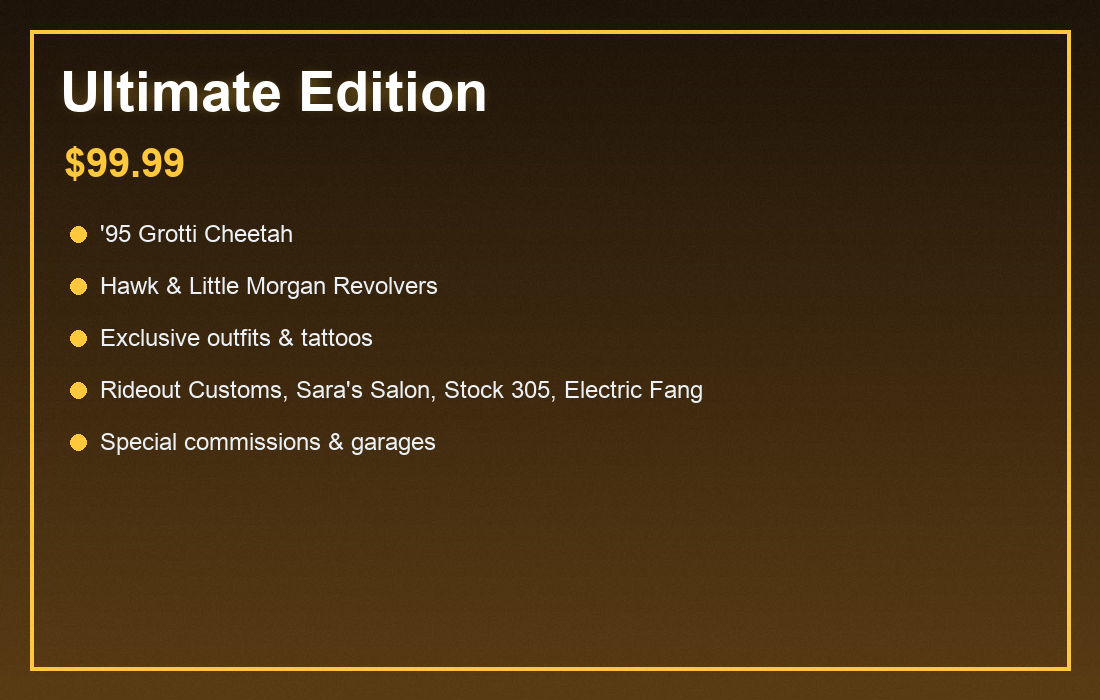 Ultimate Edition
$99.99
'95 Grotti Cheetah
Hawk & Little Morgan Revolvers
Exclusive outfits & tattoos
Rideout Customs, Sara's Salon, Stock 305, Electric Fang
Special commissions & garages